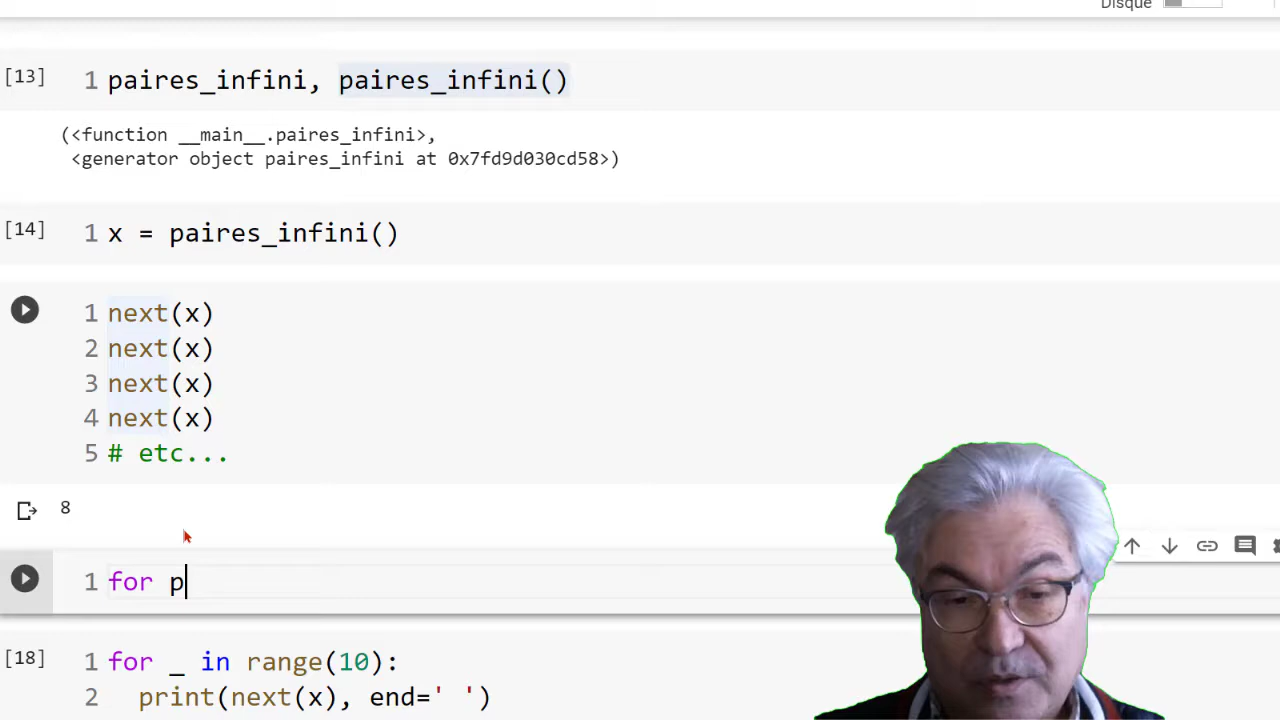 Disque
[13] 1 paires_infini, paires_infini()
(<function __main__.paires_infini>,
<generator object paires_infini at 0x7fd9d030cd58>)
[14] 1 x = paires_infini()
1 next(x)
2 next(x)
3 next(x)
4 next(x)
5 # etc...
8
1 for p
[18] 1 for _ in range(10):
2 print(next(x), end=' ')